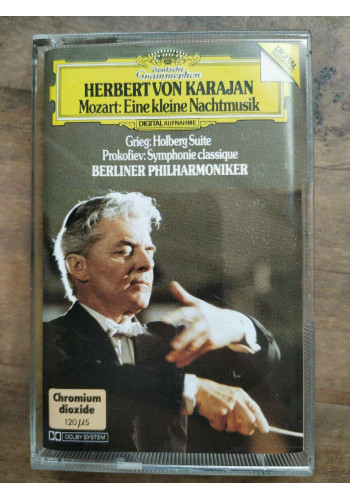 Deutsche
Grammophon
DIGITAL
HERBERT VON KARAJAN
Mozart: Eine kleine Nachtmusik
DIGITAL AUFNAHME
Grieg: Holberg Suite
Prokofiev: Symphonie classique
BERLINER PHILHARMONIKER
Chromium
dioxide
120 µS
DOLBY SYSTEM